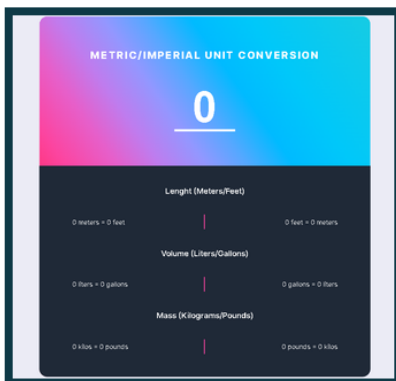 METRIC/IMPERIAL UNIT CONVERSION
0
Lenght (Meters/Feet)
0 meters = 0 feet
0 feet = 0 meters
Volume (Liters/Gallons)
0 liters = 0 gallons
0 gallons = 0 liters
Mass (Kilograms/Pounds)
0 kilos = 0 pounds
0 pounds = 0 kilos